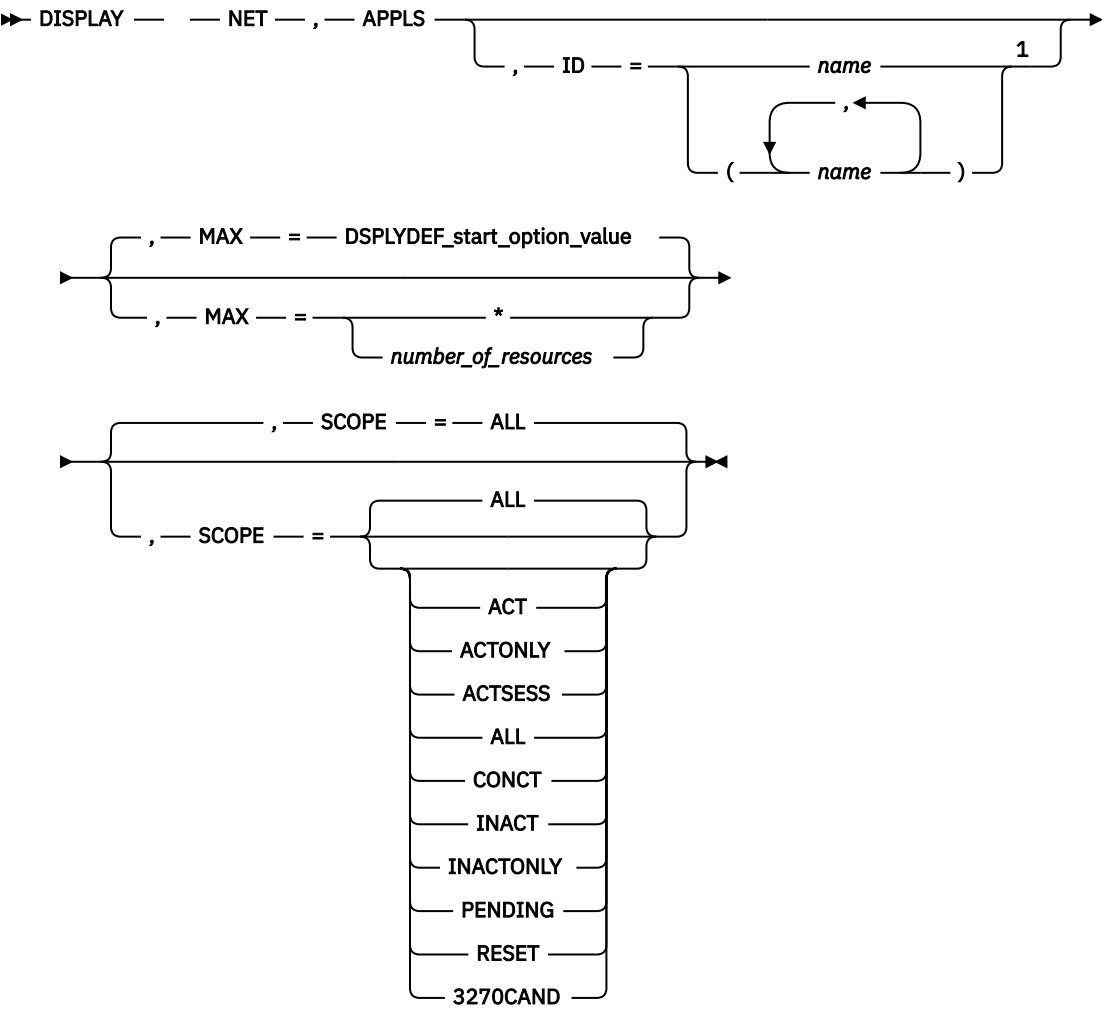 DISPLAY NET , APPLS
, ID = name 1
,
( name )
, MAX = DSPLYDEF_start_option_value
, MAX = *
number_of_resources
, SCOPE = ALL
ALL
, SCOPE =
ACT
ACTONLY
ACTSESS
ALL
CONCT
INACT
INACTONLY
PENDING
RESET
3270CAND